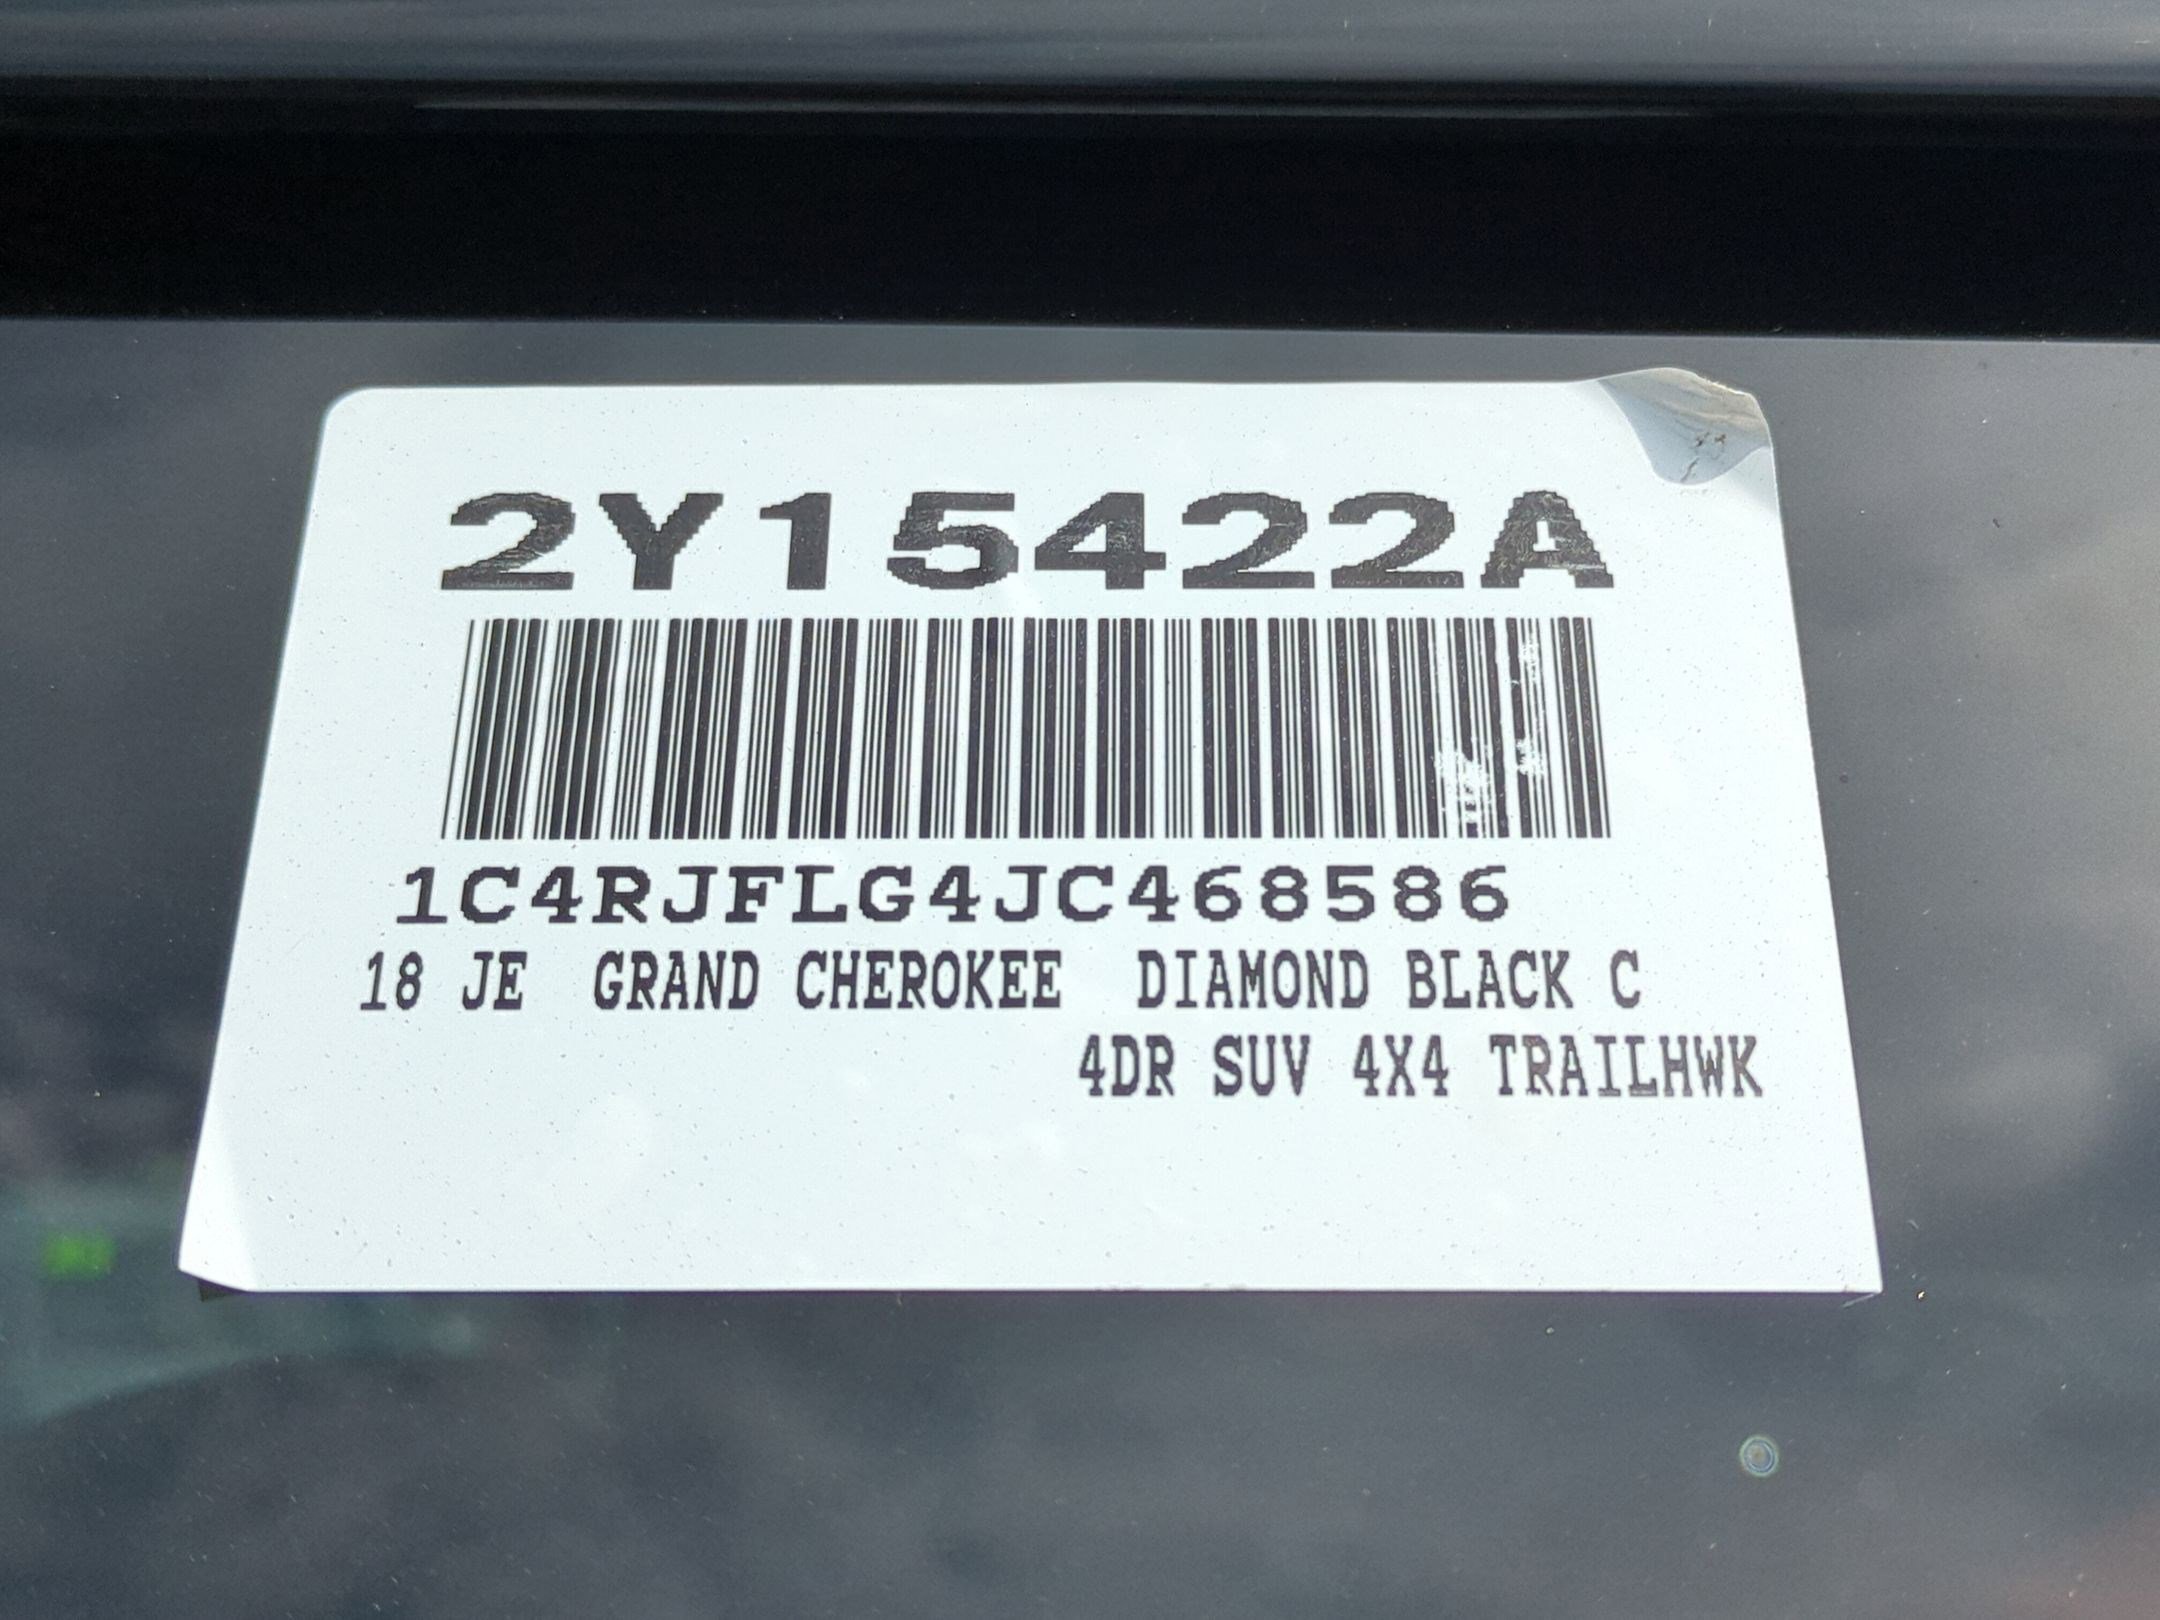 2Y15422A
1C4RJFLG4JC468586
18 JE  GRAND CHEROKEE  DIAMOND BLACK C
4DR SUV 4X4 TRAILHWK